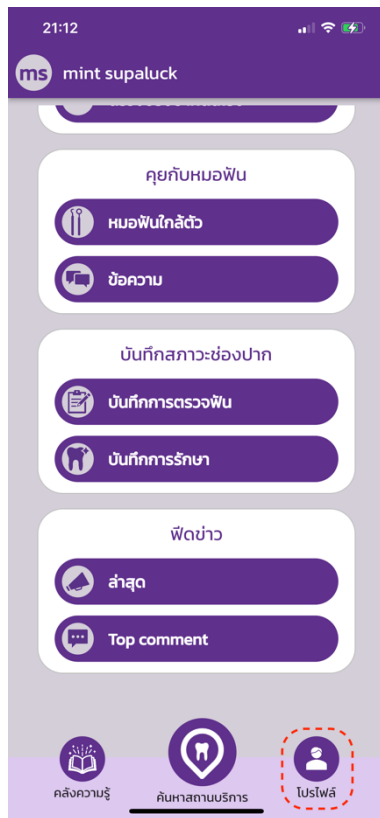 21:12
ms mint supaluck
คุยกับหมอฟัน
หมอฟันใกล้ตัว
ข้อความ
บันทึกสภาวะช่องปาก
บันทึกการตรวจฟัน
บันทึกการรักษา
ฟีดข่าว
ล่าสุด
Top comment
คลังความรู้
ค้นหาสถานบริการ
โปรไฟล์